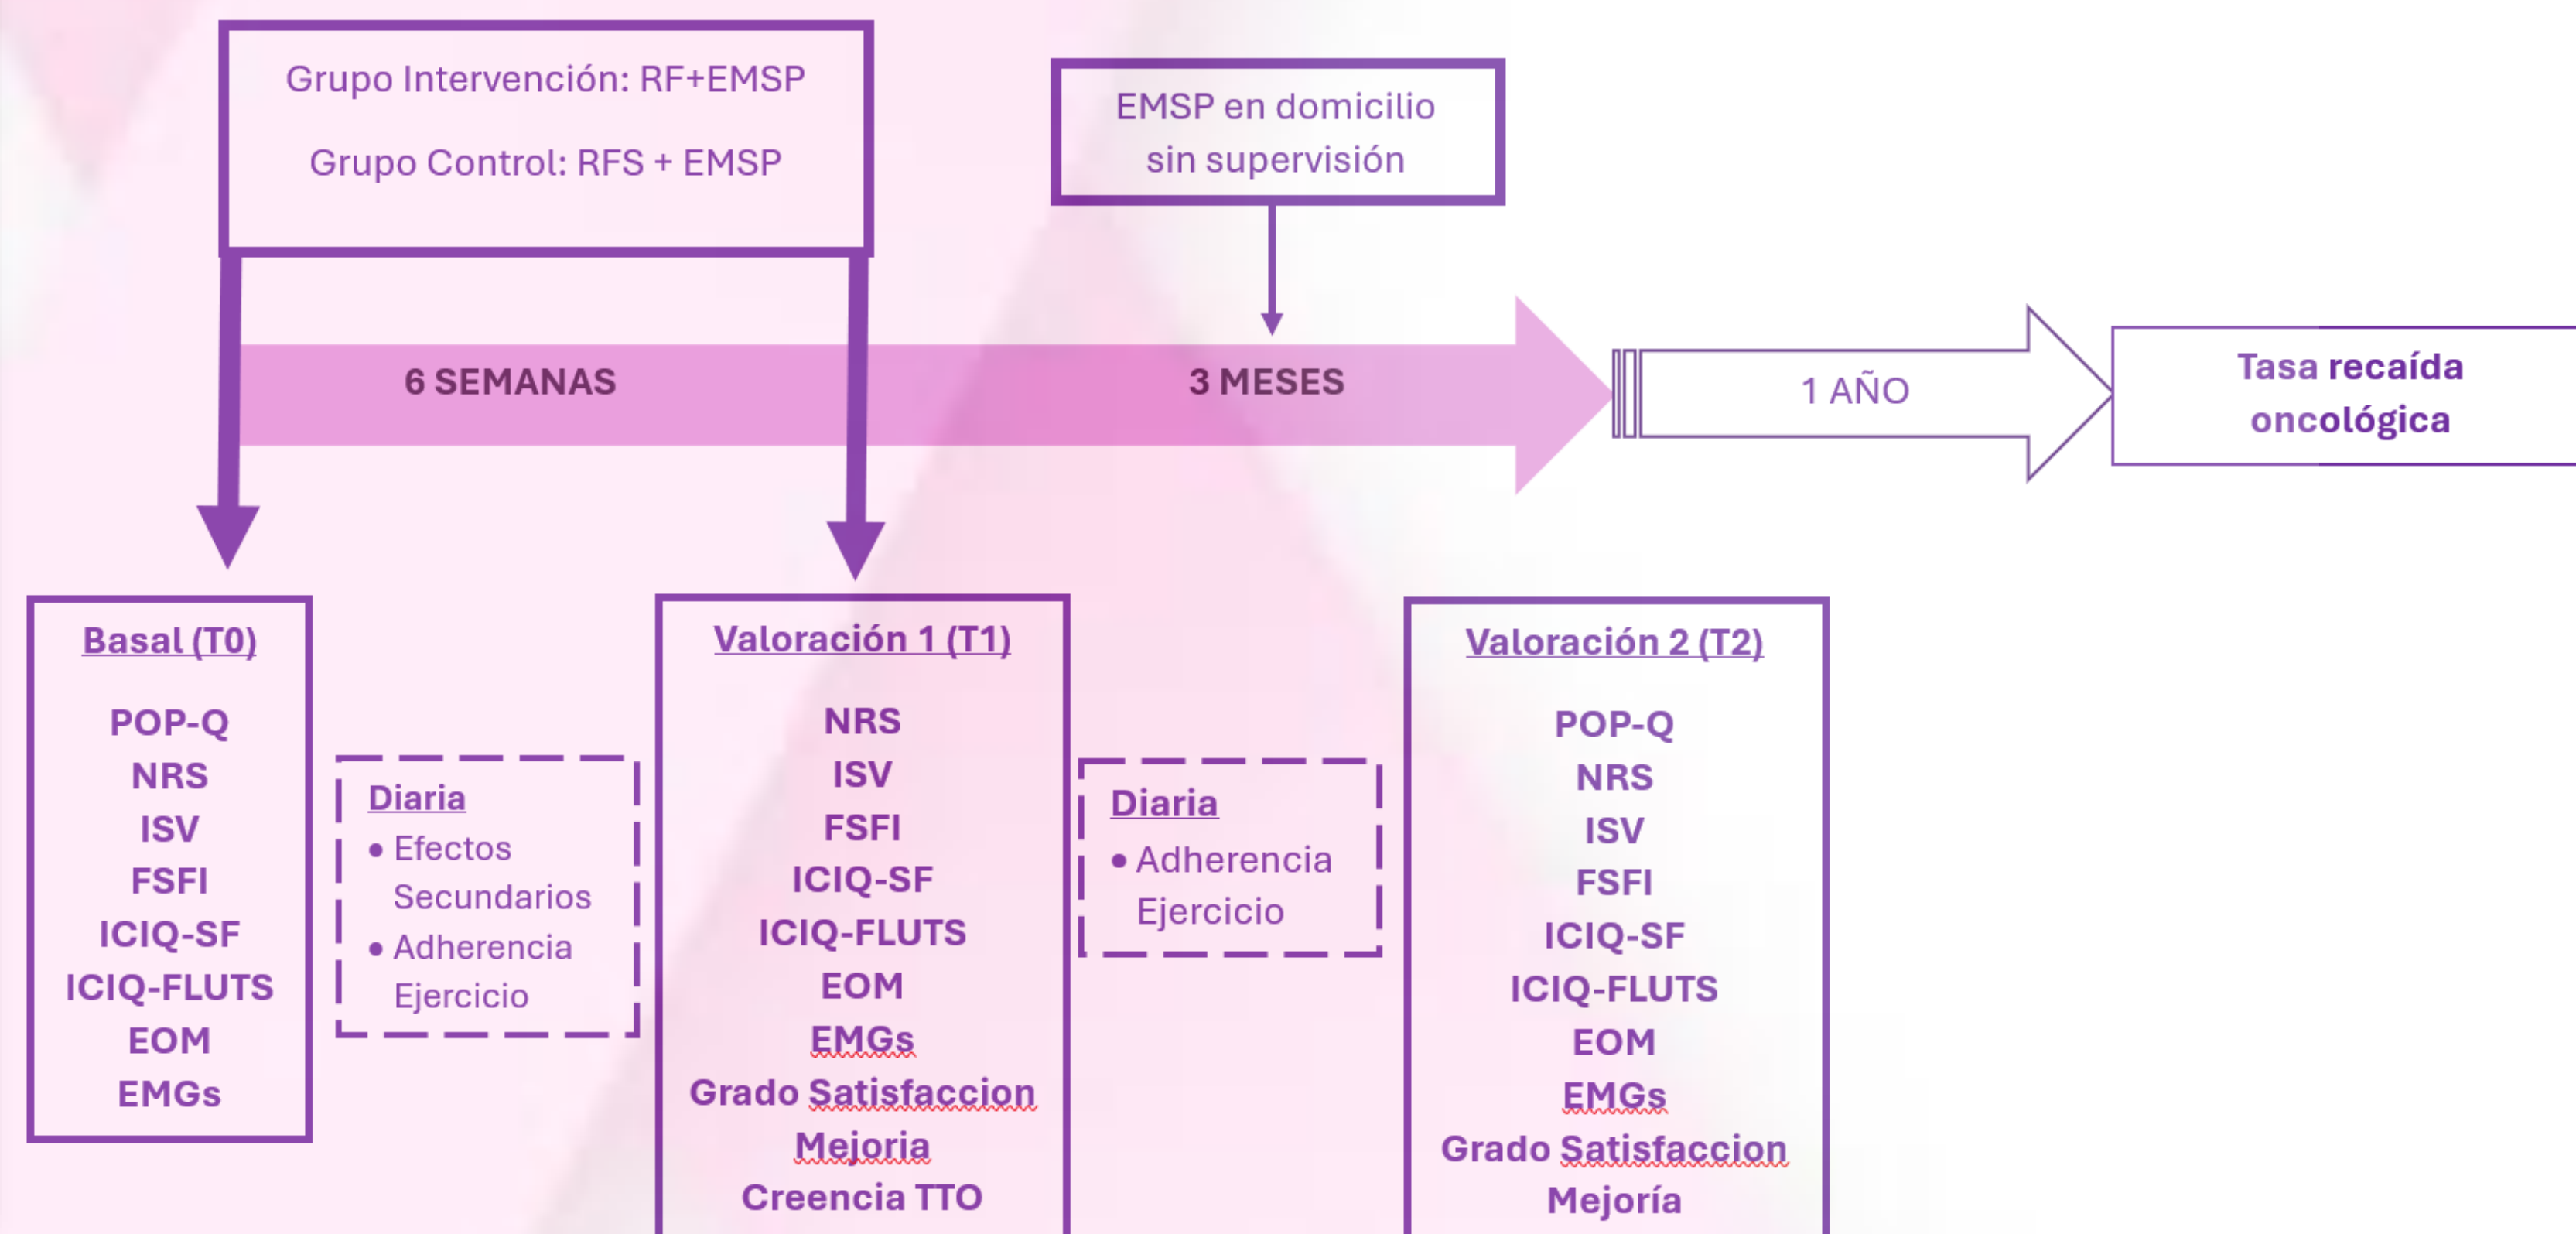 Grupo Intervención: RF+EMSP
Grupo Control: RFS + EMSP
EMSP en domicilio
sin supervisión
6 SEMANAS
3 MESES
1 AÑO
Tasa recaída
oncológica
Basal (T0)
POP-Q
NRS
ISV
FSFI
ICIQ-SF
ICIQ-FLUTS
EOM
EMGs
Diaria
• Efectos
Secundarios
• Adherencia
Ejercicio
Valoración 1 (T1)
NRS
ISV
FSFI
ICIQ-SF
ICIQ-FLUTS
EOM
EMGs
Grado Satisfaccion
Mejoria
Creencia TTO
Diaria
• Adherencia
Ejercicio
Valoración 2 (T2)
POP-Q
NRS
ISV
FSFI
ICIQ-SF
ICIQ-FLUTS
EOM
EMGs
Grado Satisfaccion
Mejoría